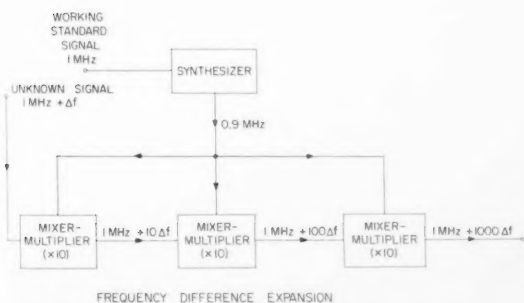 WORKING
STANDARD
SIGNAL
1 MHz
SYNTHESIZER
UNKNOWN SIGNAL
1 MHz + Δf
0.9 MHz
MIXER-
MULTIPLIER
(×10)
1 MHz + 10 Δf
MIXER-
MULTIPLIER
(×10)
1 MHz + 100 Δf
MIXER-
MULTIPLIER
(×10)
1 MHz + 1000 Δf
FREQUENCY DIFFERENCE EXPANSION